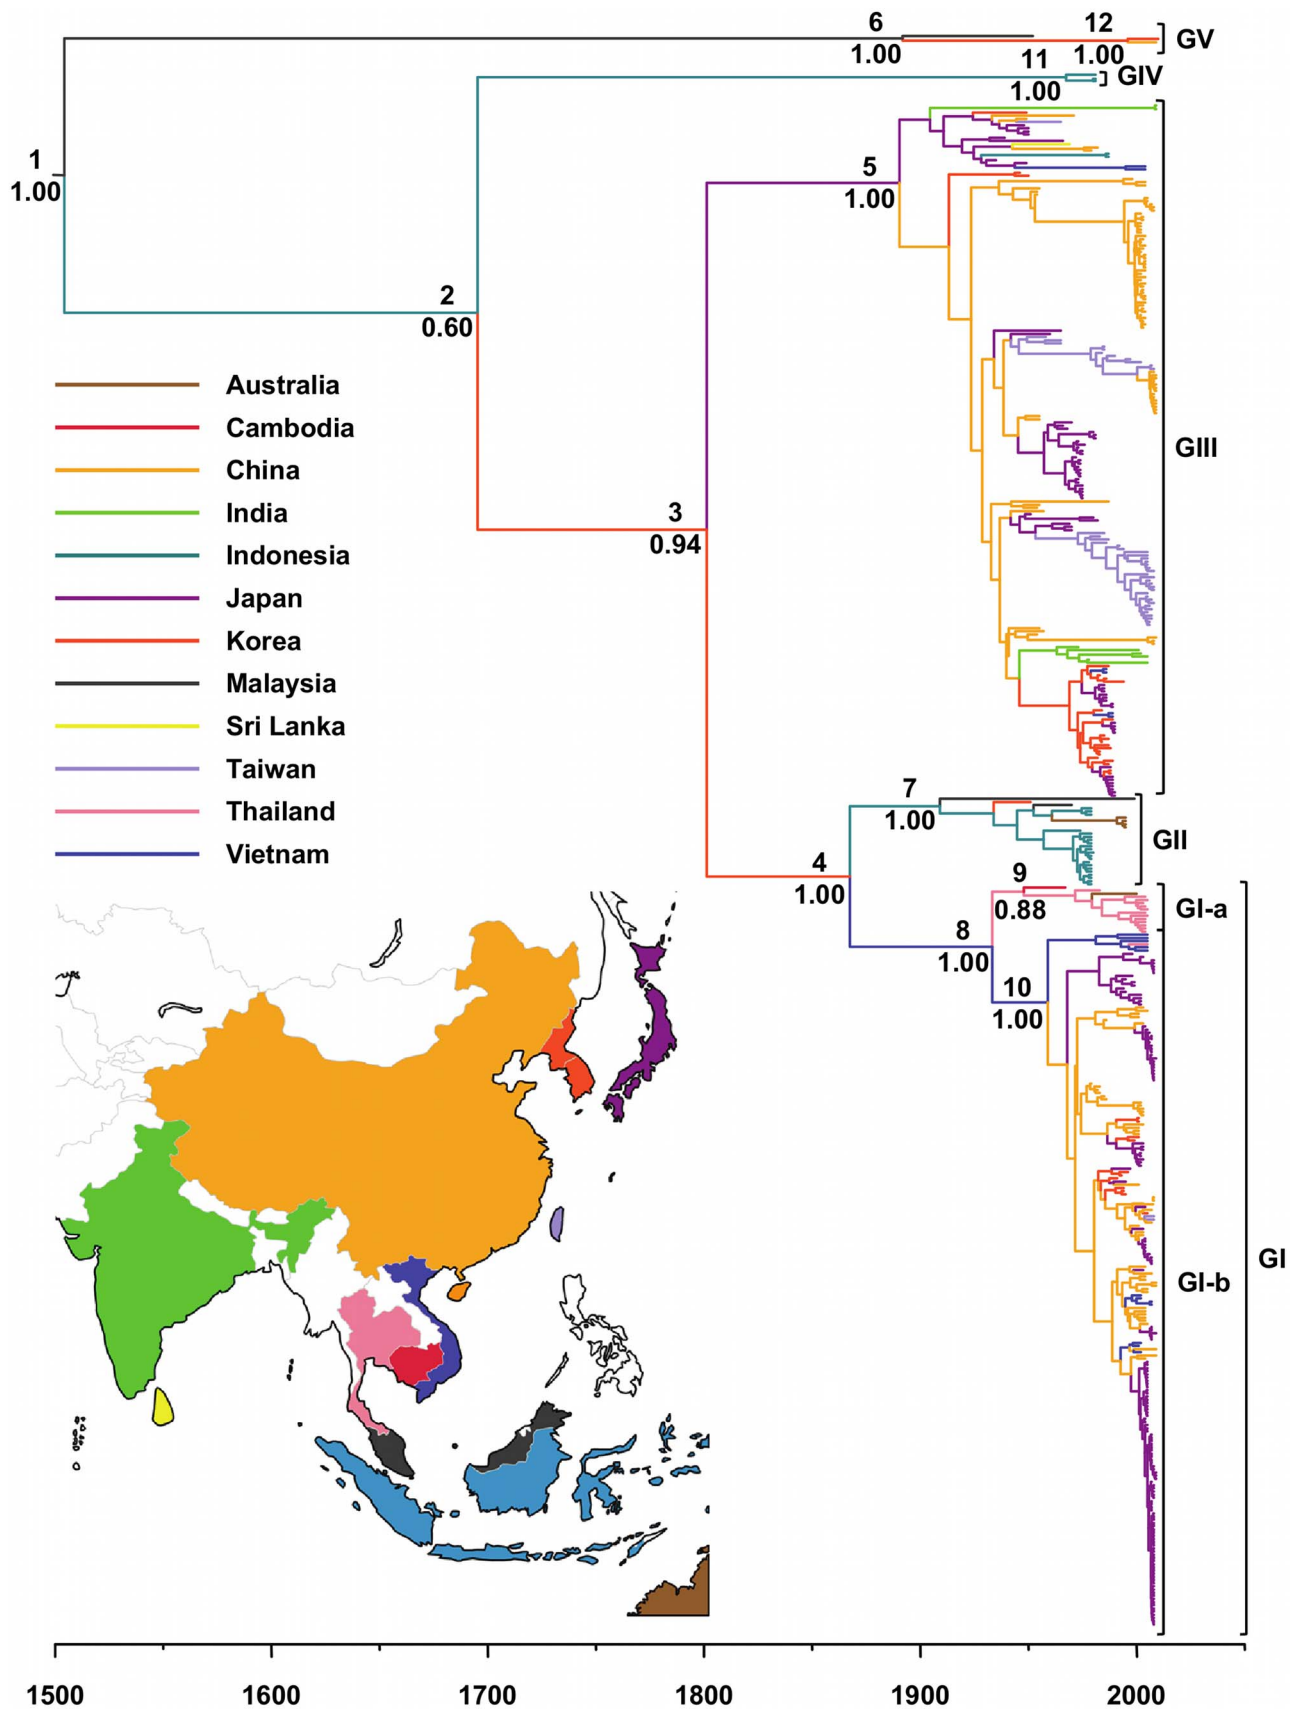 6 12
1.00 1.00 GV
11 GIV
1.00
1
1.00
5
1.00
2
0.60
GIII
3
0.94
Australia
Cambodia
China
India
Indonesia
Japan
Korea
Malaysia
Sri Lanka
Taiwan
Thailand
Vietnam
7
1.00
GII
4
1.00
9
0.88
GI-a
8
1.00
10
1.00
GI-b
GI
1500 1600 1700 1800 1900 2000